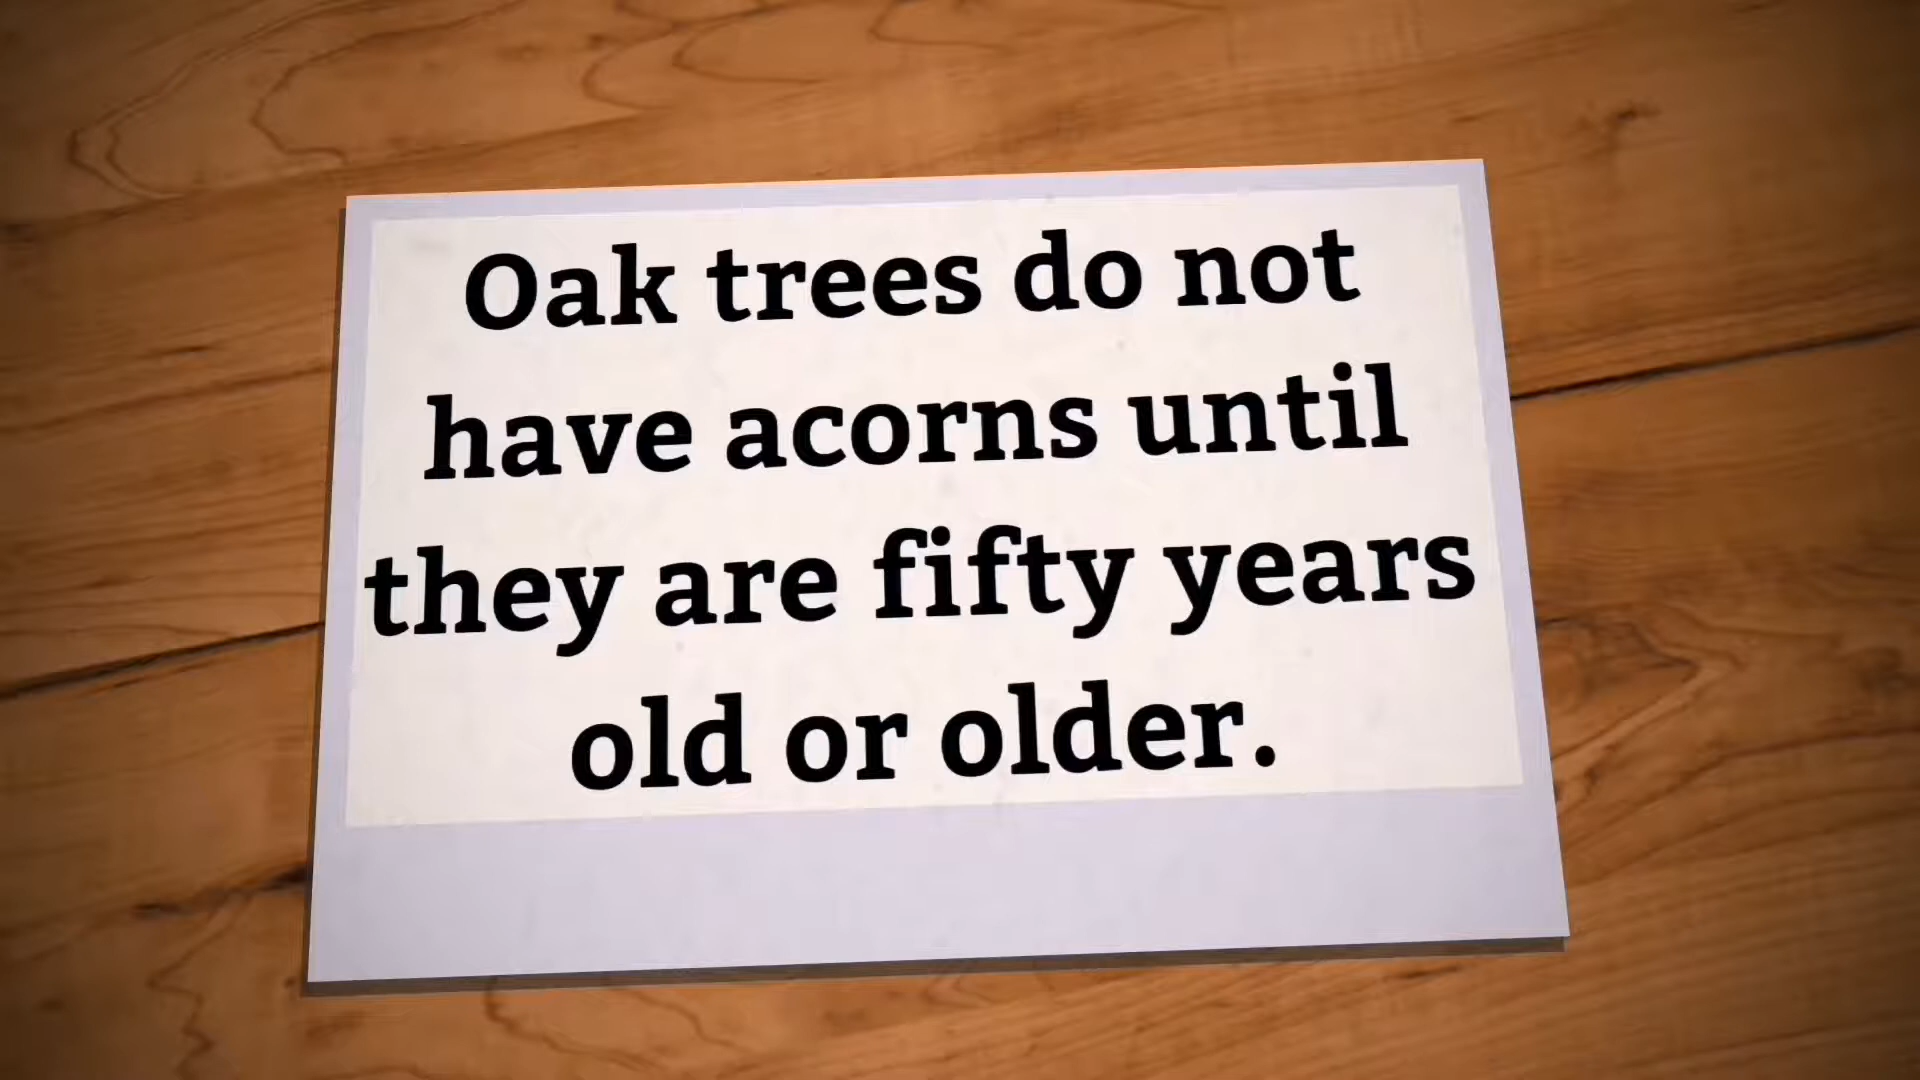 Oak trees do not
have acorns until
they are fifty years
old or older.